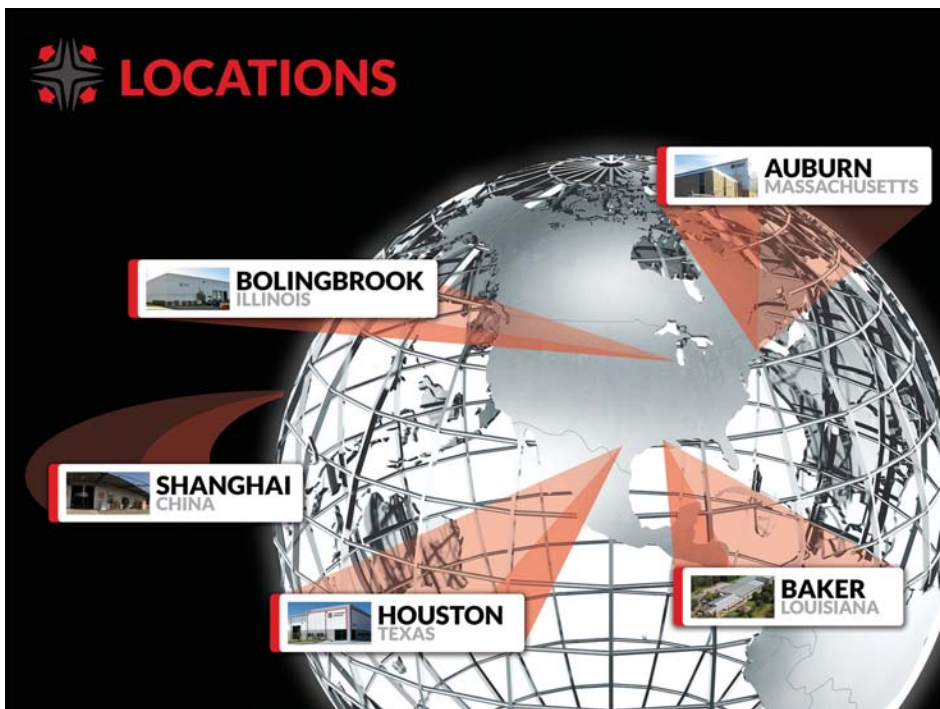 LOCATIONS
AUBURN
MASSACHUSETTS
BOLINGBROOK
ILLINOIS
SHANGHAI
CHINA
HOUSTON
TEXAS
BAKER
LOUISIANA